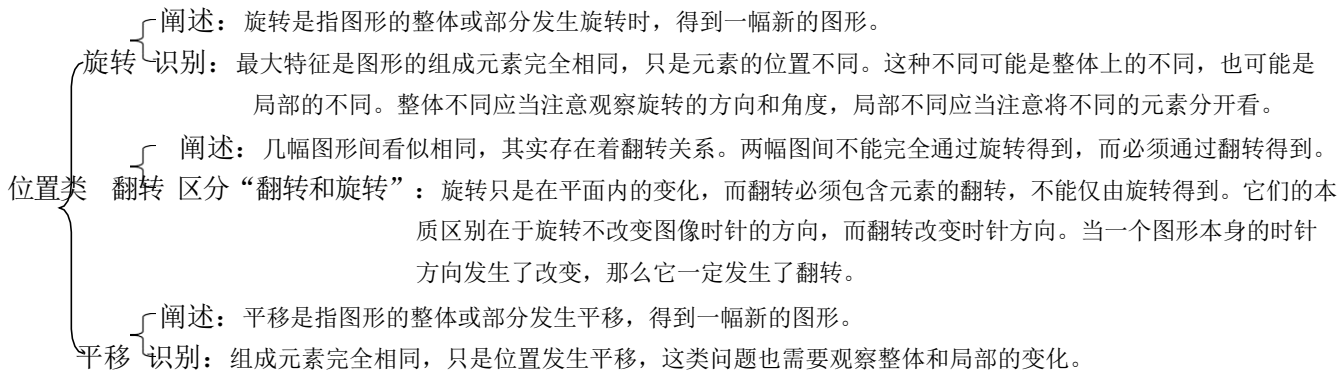 阐述：旋转是指图形的整体或部分发生旋转时，得到一幅新的图形。
旋转 识别：最大特征是图形的组成元素完全相同，只是元素的位置不同。这种不同可能是整体上的不同，也可能是
局部的不同。整体不同应当注意观察旋转的方向和角度，局部不同应当注意将不同的元素分开看。
阐述：几幅图形间看似相同，其实存在着翻转关系。两幅图间不能完全通过旋转得到，而必须通过翻转得到。
位置类 翻转 区分“翻转和旋转”：旋转只是在平面内的变化，而翻转必须包含元素的翻转，不能仅由旋转得到。它们的本
质区别在于旋转不改变图像时针的方向，而翻转改变时针方向。当一个图形本身的时针
方向发生了改变，那么它一定发生了翻转。
阐述：平移是指图形的整体或部分发生平移，得到一幅新的图形。
平移 识别：组成元素完全相同，只是位置发生平移，这类问题也需要观察整体和局部的变化。